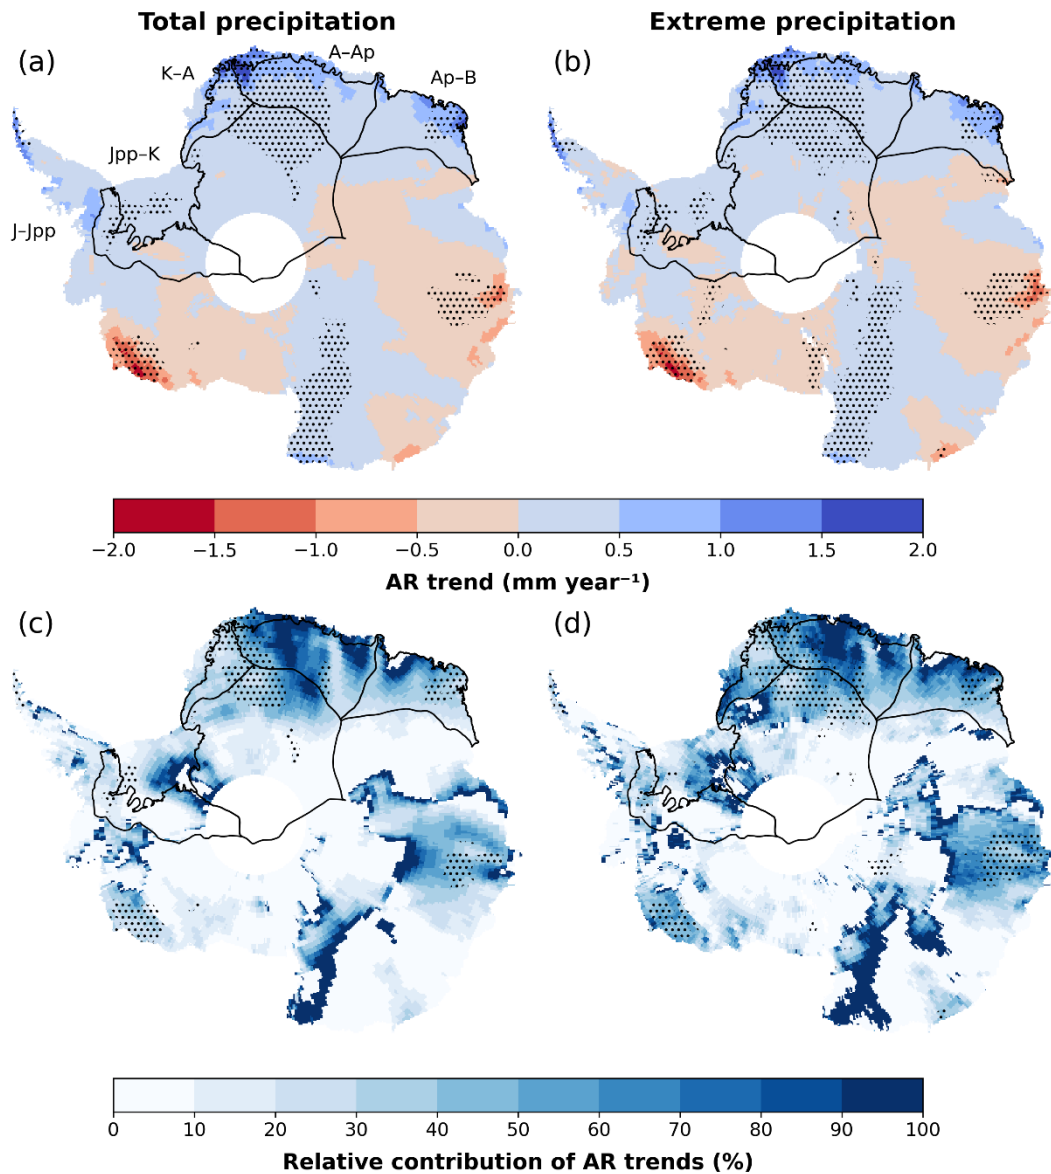 Total precipitation
Extreme precipitation
(a)
K–A
A–Ap
Ap–B
Jpp–K
J–Jpp
(b)
−2.0 −1.5 −1.0 −0.5 0.0 0.5 1.0 1.5 2.0
AR trend (mm year⁻¹)
(c)
(d)
0 10 20 30 40 50 60 70 80 90 100
Relative contribution of AR trends (%)